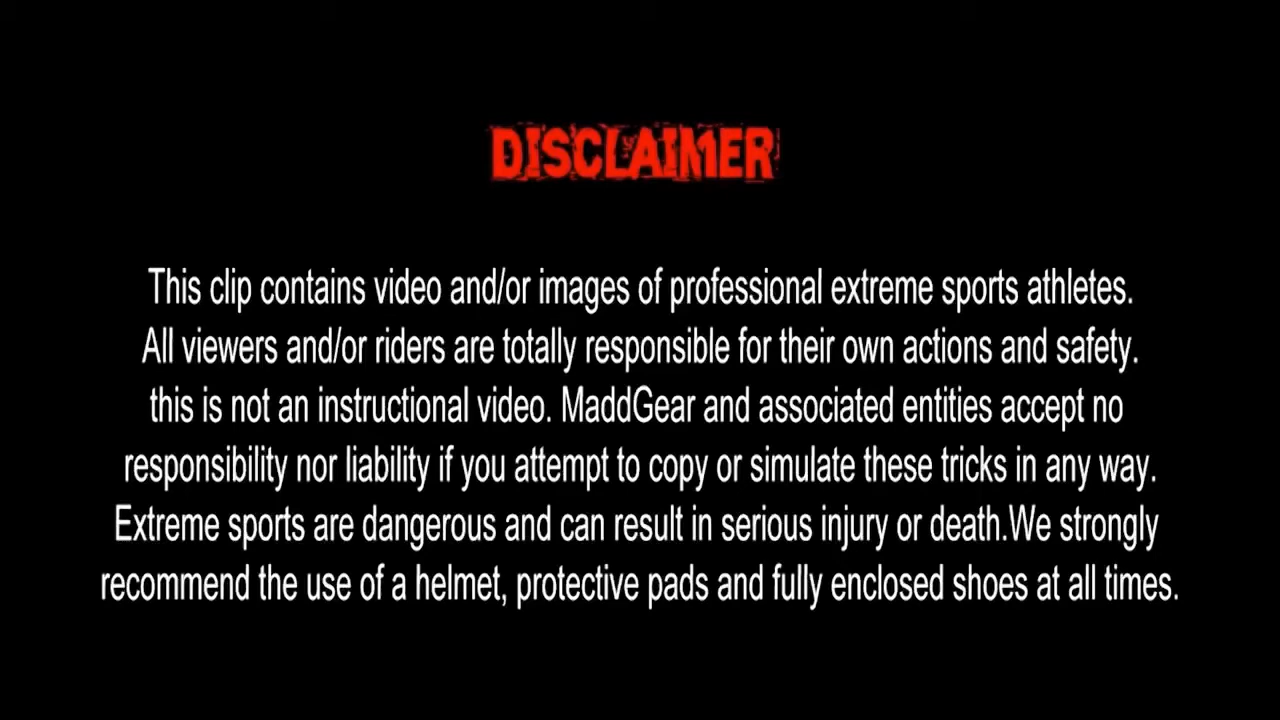 DISCLAIMER
This clip contains video and/or images of professional extreme sports athletes.
All viewers and/or riders are totally responsible for their own actions and safety.
this is not an instructional video. MaddGear and associated entities accept no
responsibility nor liability if you attempt to copy or simulate these tricks in any way.
Extreme sports are dangerous and can result in serious injury or death.We strongly
recommend the use of a helmet, protective pads and fully enclosed shoes at all times.